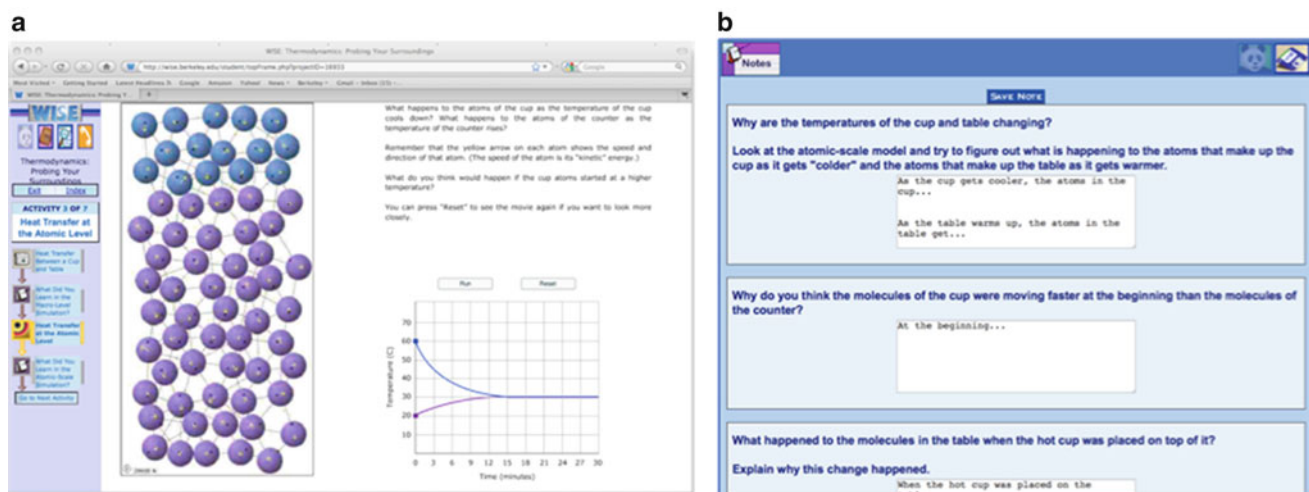 a
WISE: Thermodynamics: Probing Your Surroundings
http://wise.berkeley.edu/student/topFrame.php?projectID=
Google
Most Visited Getting Started Latest Headlines Google Amazon Yahoo! News Berkeley Gmail - Inbox
WISE: Thermodynamics: Probing Y...
WISE
Thermodynamics:
Probing Your
Surroundings
Exit Index
ACTIVITY 3 OF 7
Heat Transfer at
the Atomic Level
Heat Transfer
Between a Cup
and Table
What Did You
Learn in the
Macro-Level
Simulation?
Heat Transfer
at the Atomic
Level
What Did You
Learn in the
Atomic-Scale
Simulation?
Go to Next Activity
What happens to the atoms of the cup as the temperature of the cup
cools down? What happens to the atoms of the counter as the
temperature of the counter rises?
Remember that the yellow arrow on each atom shows the speed and
direction of that atom. (The speed of the atom is its "kinetic" energy.)
What do you think would happen if the cup atoms started at a higher
temperature?
You can press "Reset" to see the movie again if you want to look more
closely.
Run Reset
Temperature (C)
70
60
50
40
30
20
10
0 3 6 9 12 15 18 21 24 27 30
Time (minutes)
b
Notes
SAVE NOTE
Why are the temperatures of the cup and table changing?
Look at the atomic-scale model and try to figure out what is happening to the atoms that make up the
cup as it gets "colder" and the atoms that make up the table as it gets warmer.
As the cup gets cooler, the atoms in the
cup...
As the table warms up, the atoms in the
table get...
Why do you think the molecules of the cup were moving faster at the beginning than the molecules of
the counter?
At the beginning...
What happened to the molecules in the table when the hot cup was placed on top of it?
Explain why this change happened.
When the hot cup was placed on the